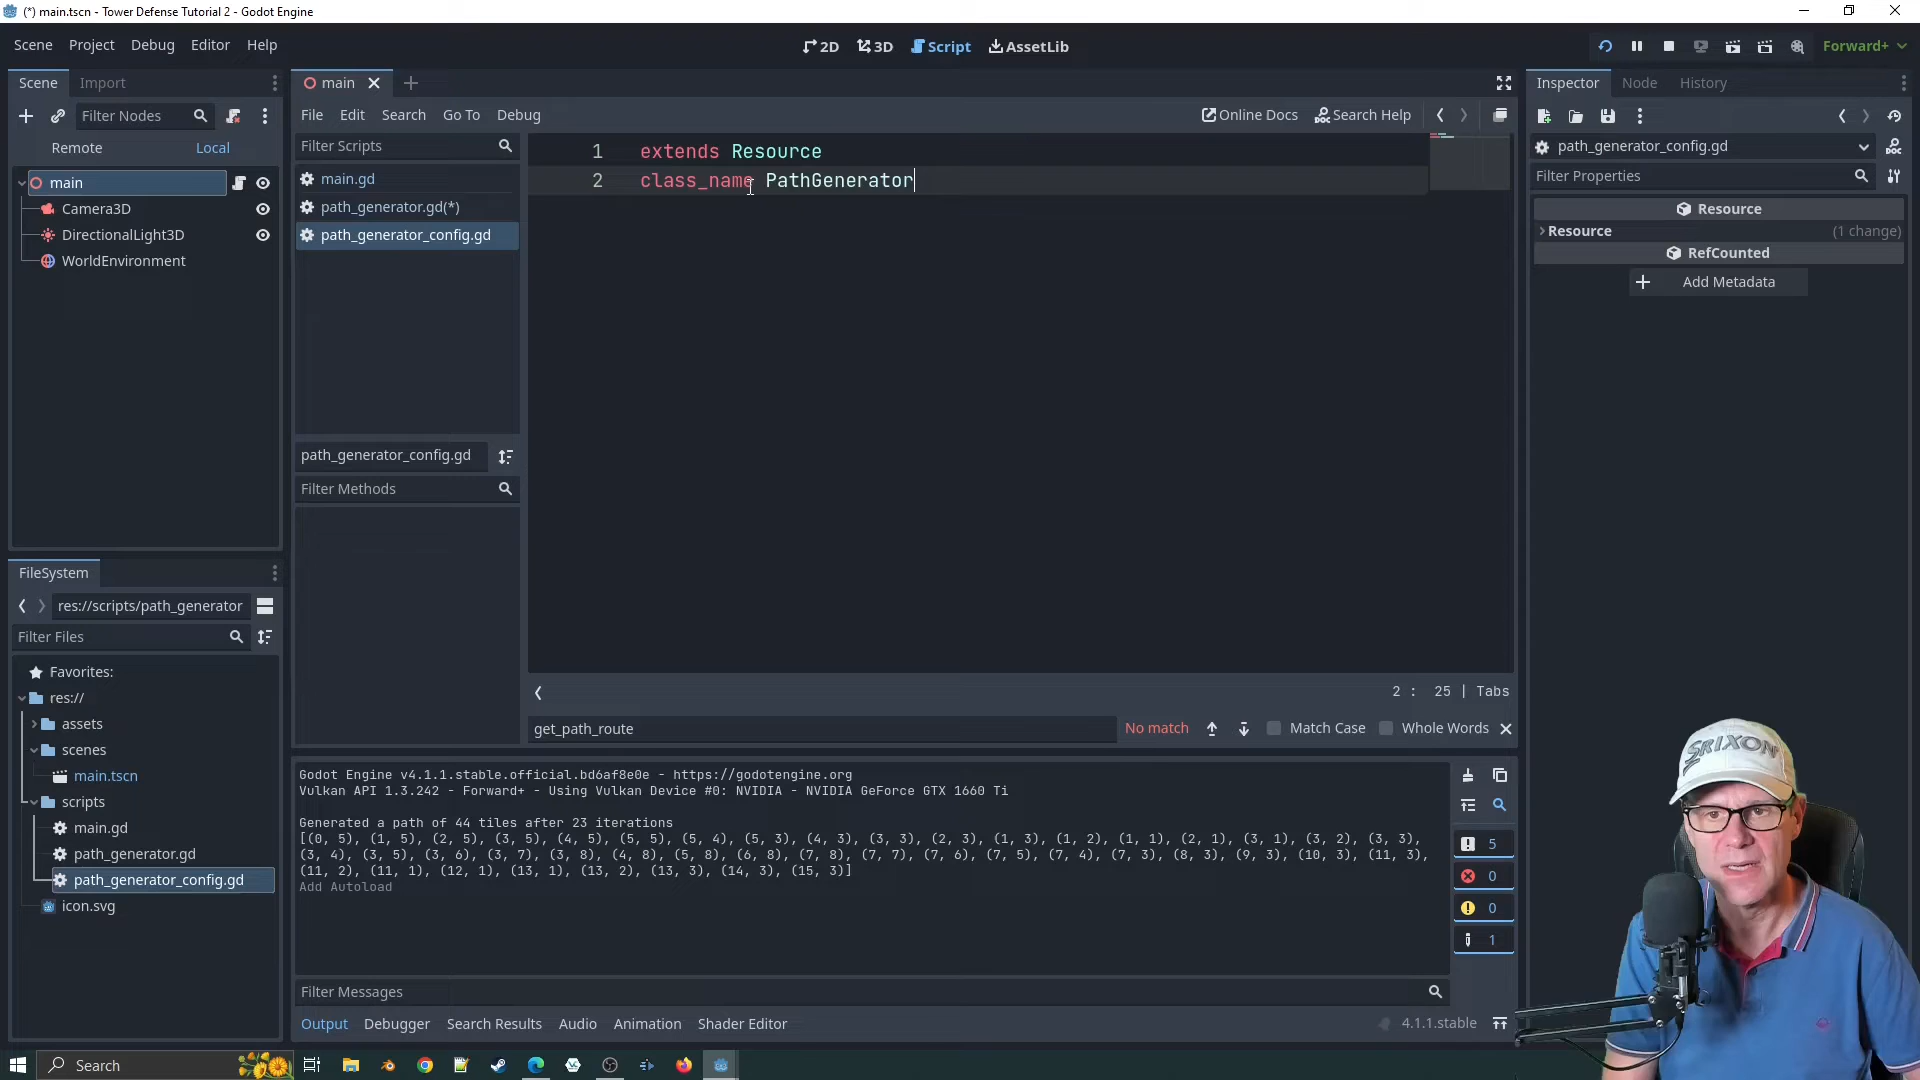 (*) main.tscn - Tower Defense Tutorial 2 - Godot Engine
Scene Project Debug Editor Help
2D 3D Script AssetLib
Forward+
Scene Import
main
Inspector Node History
Filter Nodes
File Edit Search Go To Debug
Online Docs Search Help
Remote Local
Filter Scripts
path_generator_config.gd
Filter Properties
main
Camera3D
DirectionalLight3D
WorldEnvironment
main.gd
path_generator.gd(*)
path_generator_config.gd
1 extends Resource
2 class_name PathGenerator
Resource
Resource (1 change)
RefCounted
Add Metadata
path_generator_config.gd
Filter Methods
2 : 25 | Tabs
get_path_route
No match Match Case Whole Words
FileSystem
res://scripts/path_generator
Filter Files
Favorites:
res://
assets
scenes
main.tscn
scripts
main.gd
path_generator.gd
path_generator_config.gd
icon.svg
Godot Engine v4.1.1.stable.official.bd6af8e0e - https://godotengine.org
Vulkan API 1.3.242 - Forward+ - Using Vulkan Device #0: NVIDIA - NVIDIA GeForce GTX 1660 Ti
Generated a path of 44 tiles after 23 iterations
[(0, 5), (1, 5), (2, 5), (3, 5), (4, 5), (5, 5), (5, 4), (5, 3), (4, 3), (3, 3), (2, 3), (1, 3), (1, 2), (1, 1), (2, 1), (3, 1), (3, 2), (3, 3),
(3, 4), (3, 5), (3, 6), (3, 7), (3, 8), (4, 8), (5, 8), (6, 8), (7, 8), (7, 7), (7, 6), (7, 5), (7, 4), (7, 3), (8, 3), (9, 3), (10, 3), (11, 3),
(11, 2), (11, 1), (12, 1), (13, 1), (13, 2), (13, 3), (14, 3), (15, 3)]
Add Autoload
5
0
0
1
Filter Messages
Output Debugger Search Results Audio Animation Shader Editor
4.1.1.stable
Search
SRIXON